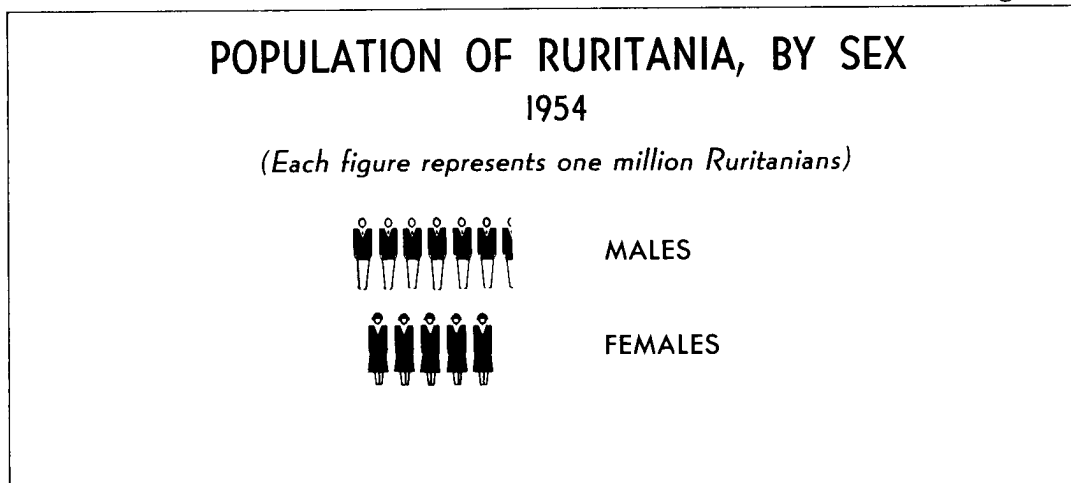 POPULATION OF RURITANIA, BY SEX
1954
(Each figure represents one million Ruritanians)
MALES
FEMALES